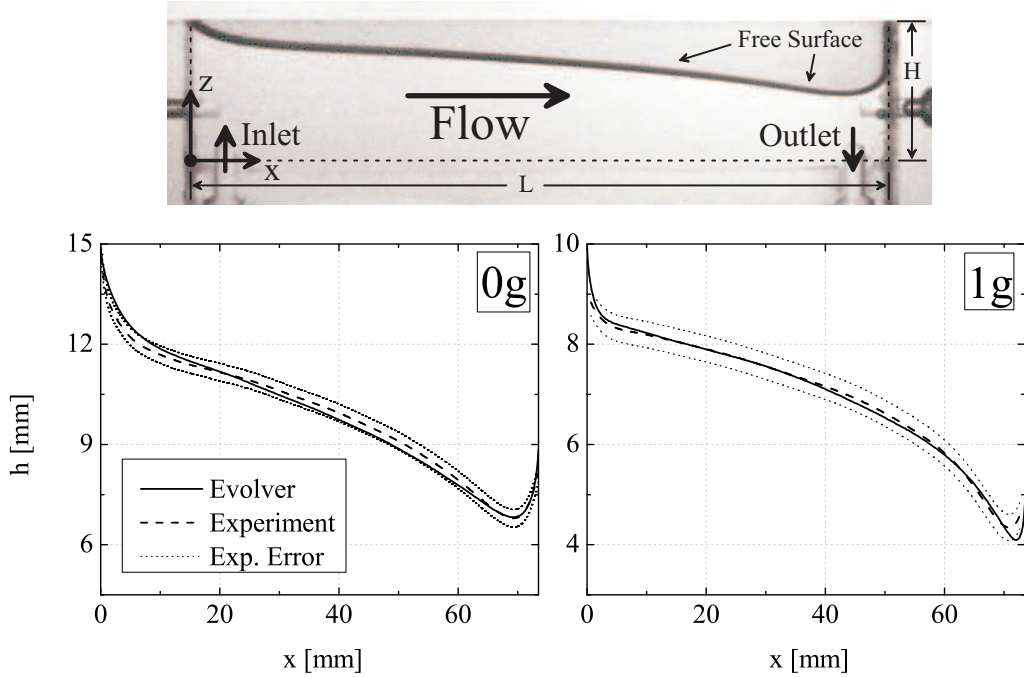 Free Surface
H
z
Flow
Inlet
Outlet
x
L
15
12
9
6
h [mm]
0g
Evolver
Experiment
Exp. Error
0
20
40
60
x [mm]
10
8
6
4
1g
0
20
40
60
x [mm]